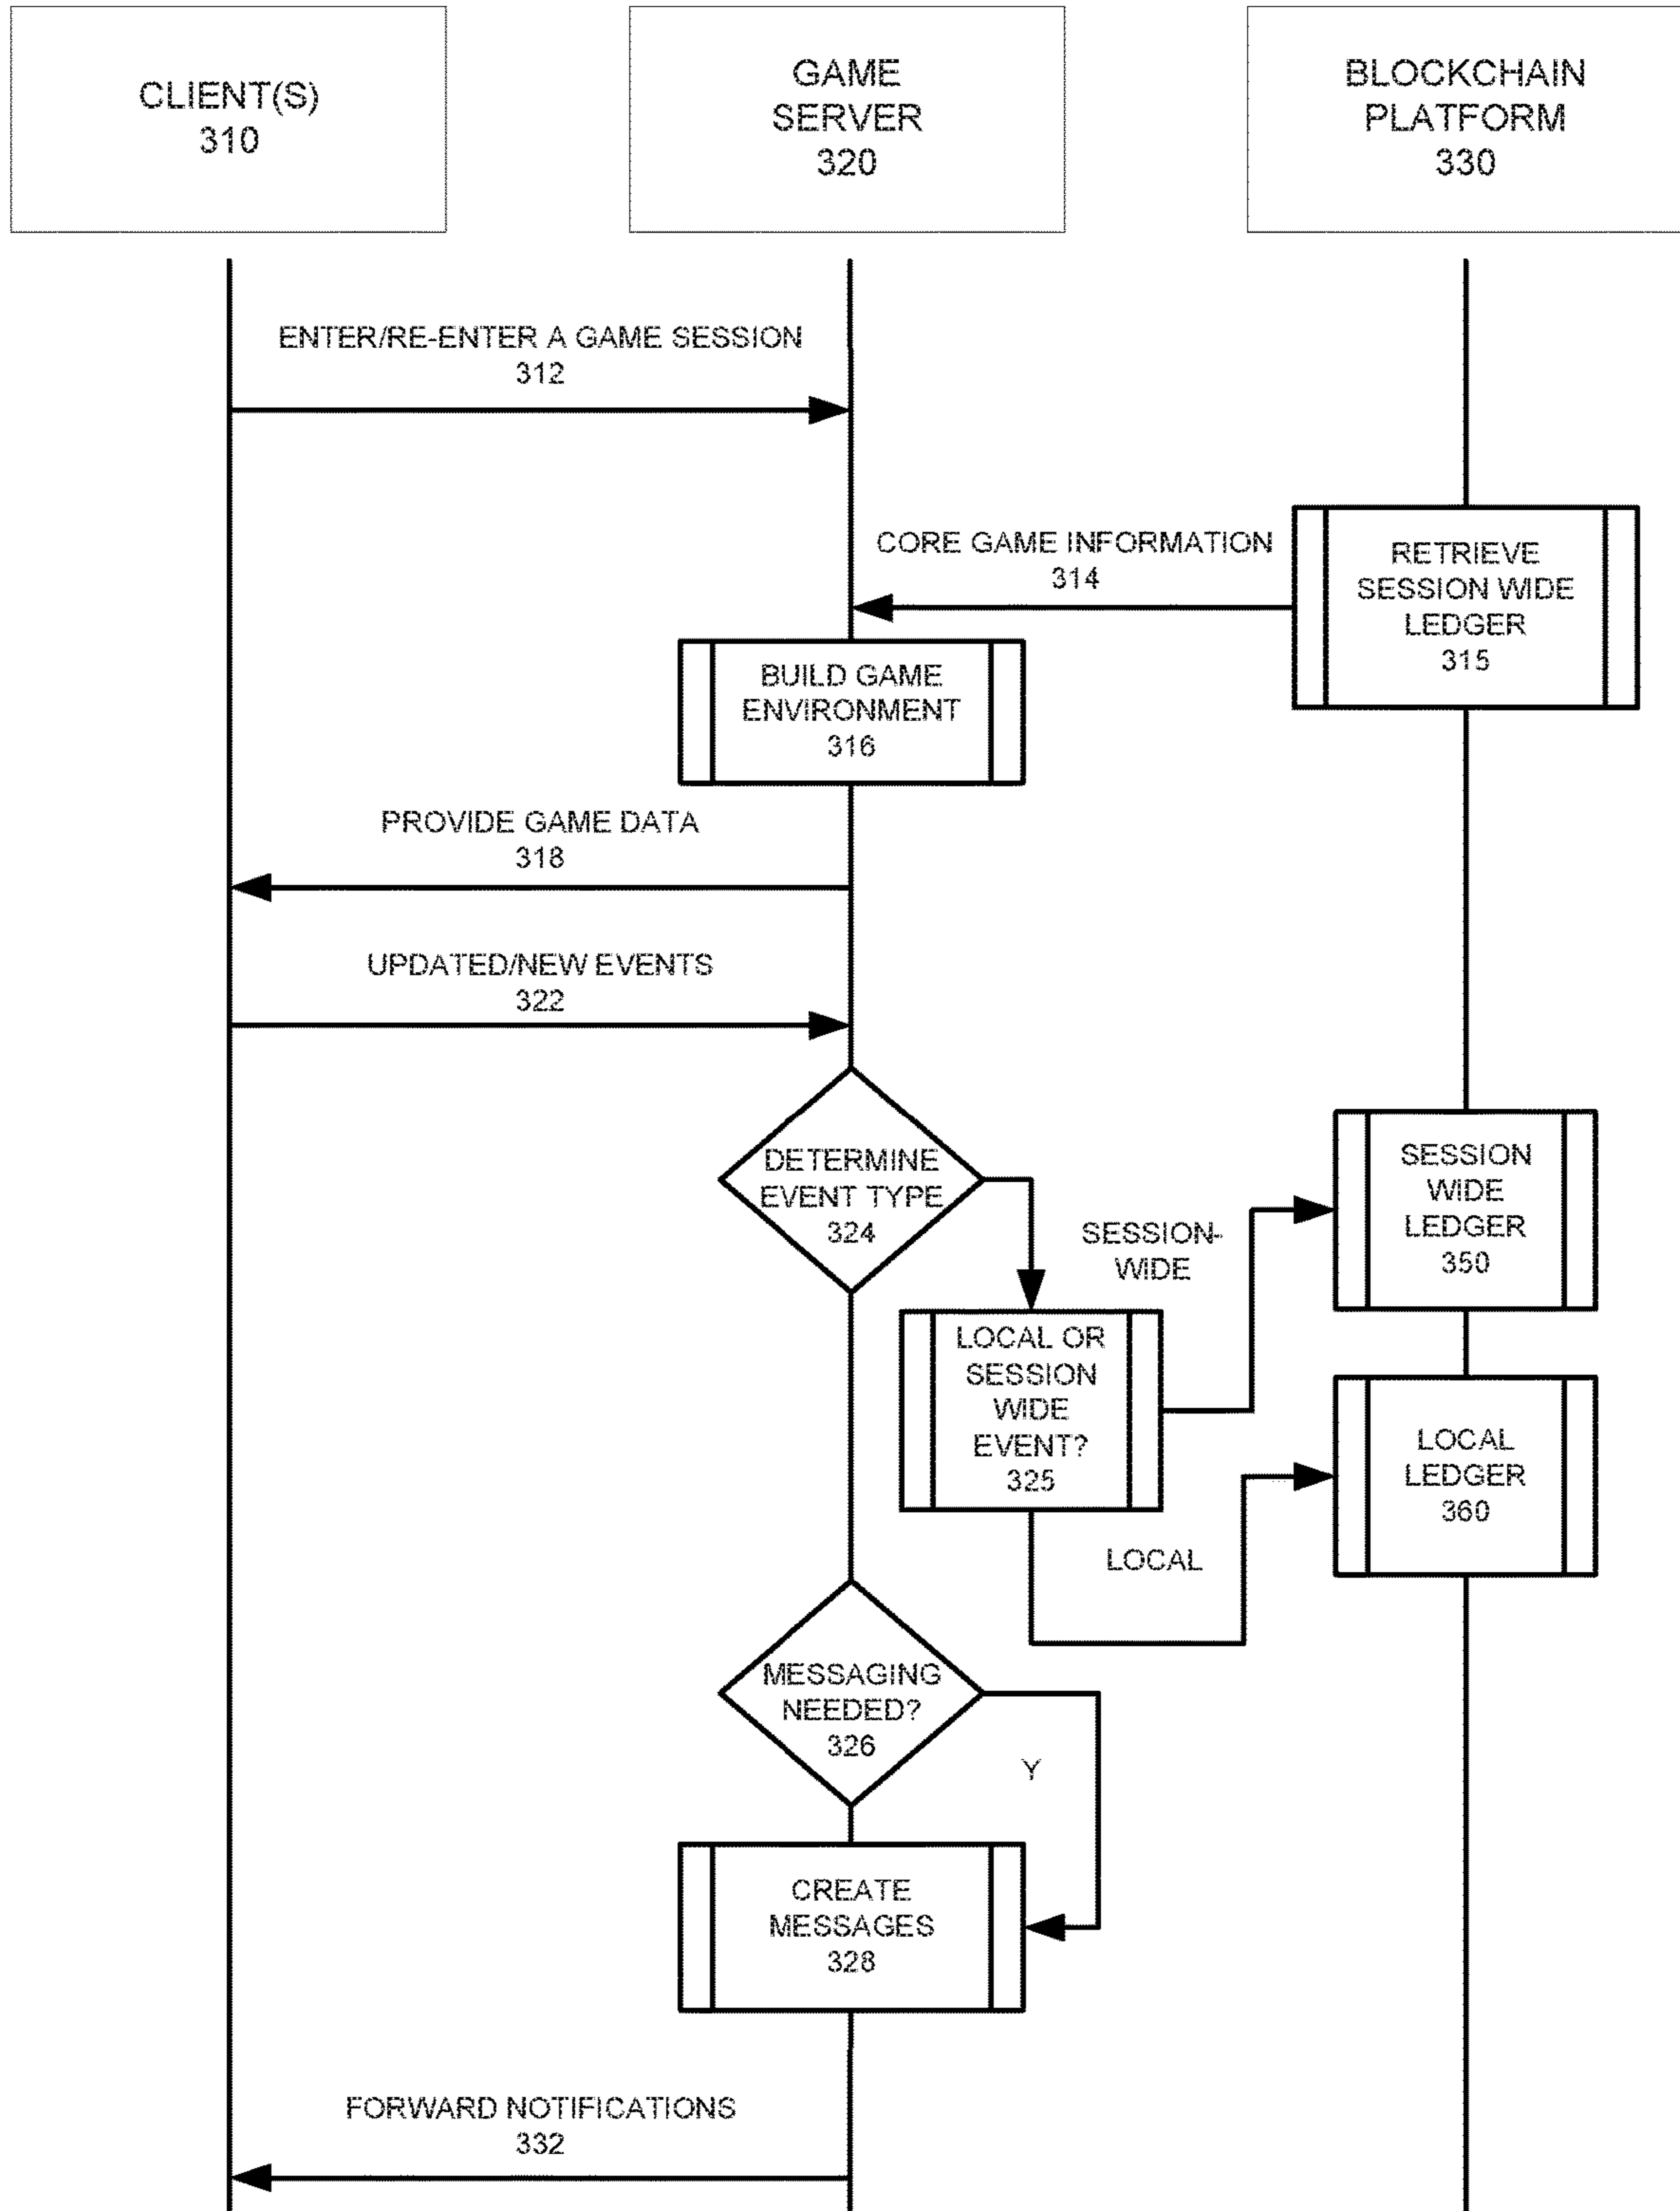 CLIENT(S)
310
GAME
SERVER
320
BLOCKCHAIN
PLATFORM
330
ENTER/RE-ENTER A GAME SESSION
312
CORE GAME INFORMATION
314
RETRIEVE
SESSION WIDE
LEDGER
315
BUILD GAME
ENVIRONMENT
316
PROVIDE GAME DATA
318
UPDATED/NEW EVENTS
322
DETERMINE
EVENT TYPE
324
SESSION-
WIDE
SESSION
WIDE
LEDGER
350
LOCAL OR
SESSION
WIDE
EVENT?
325
LOCAL
LEDGER
360
LOCAL
MESSAGING
NEEDED?
326
Y
CREATE
MESSAGES
328
FORWARD NOTIFICATIONS
332